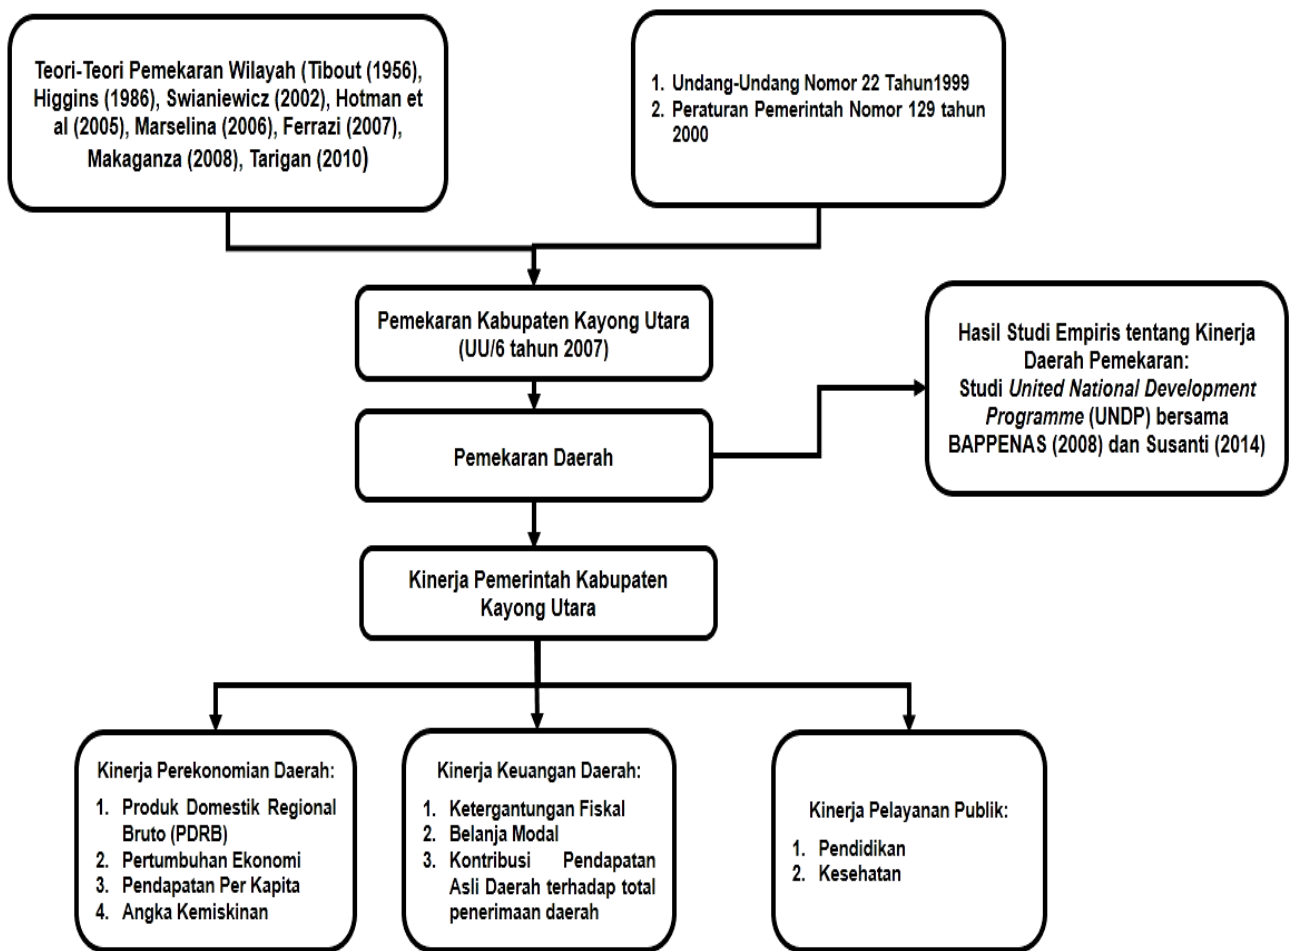 Teori-Teori Pemekaran Wilayah (Tibout (1956),
Higgins (1986), Swianiewicz (2002), Hotman et
al (2005), Marselina (2006), Ferrazi (2007),
Makaganza (2008), Tarigan (2010)
1. Undang-Undang Nomor 22 Tahun1999
2. Peraturan Pemerintah Nomor 129 tahun
2000
Pemekaran Kabupaten Kayong Utara
(UU/6 tahun 2007)
Hasil Studi Empiris tentang Kinerja
Daerah Pemekaran:
Studi United National Development
Programme (UNDP) bersama
BAPPENAS (2008) dan Susanti (2014)
Pemekaran Daerah
Kinerja Pemerintah Kabupaten
Kayong Utara
Kinerja Perekonomian Daerah:
1. Produk Domestik Regional
Bruto (PDRB)
2. Pertumbuhan Ekonomi
3. Pendapatan Per Kapita
4. Angka Kemiskinan
Kinerja Keuangan Daerah:
1. Ketergantungan Fiskal
2. Belanja Modal
3. Kontribusi Pendapatan
Asli Daerah terhadap total
penerimaan daerah
Kinerja Pelayanan Publik:
1. Pendidikan
2. Kesehatan